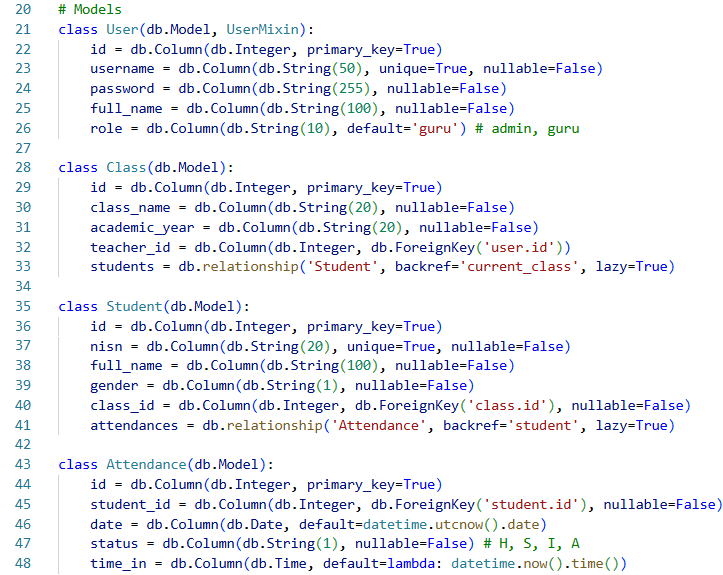 20 # Models
21 class User(db.Model, UserMixin):
22     id = db.Column(db.Integer, primary_key=True)
23     username = db.Column(db.String(50), unique=True, nullable=False)
24     password = db.Column(db.String(255), nullable=False)
25     full_name = db.Column(db.String(100), nullable=False)
26     role = db.Column(db.String(10), default='guru') # admin, guru
27
28 class Class(db.Model):
29     id = db.Column(db.Integer, primary_key=True)
30     class_name = db.Column(db.String(20), nullable=False)
31     academic_year = db.Column(db.String(20), nullable=False)
32     teacher_id = db.Column(db.Integer, db.ForeignKey('user.id'))
33     students = db.relationship('Student', backref='current_class', lazy=True)
34
35 class Student(db.Model):
36     id = db.Column(db.Integer, primary_key=True)
37     nisn = db.Column(db.String(20), unique=True, nullable=False)
38     full_name = db.Column(db.String(100), nullable=False)
39     gender = db.Column(db.String(1), nullable=False)
40     class_id = db.Column(db.Integer, db.ForeignKey('class.id'), nullable=False)
41     attendances = db.relationship('Attendance', backref='student', lazy=True)
42
43 class Attendance(db.Model):
44     id = db.Column(db.Integer, primary_key=True)
45     student_id = db.Column(db.Integer, db.ForeignKey('student.id'), nullable=False)
46     date = db.Column(db.Date, default=datetime.utcnow().date)
47     status = db.Column(db.String(1), nullable=False) # H, S, I, A
48     time_in = db.Column(db.Time, default=lambda: datetime.now().time())